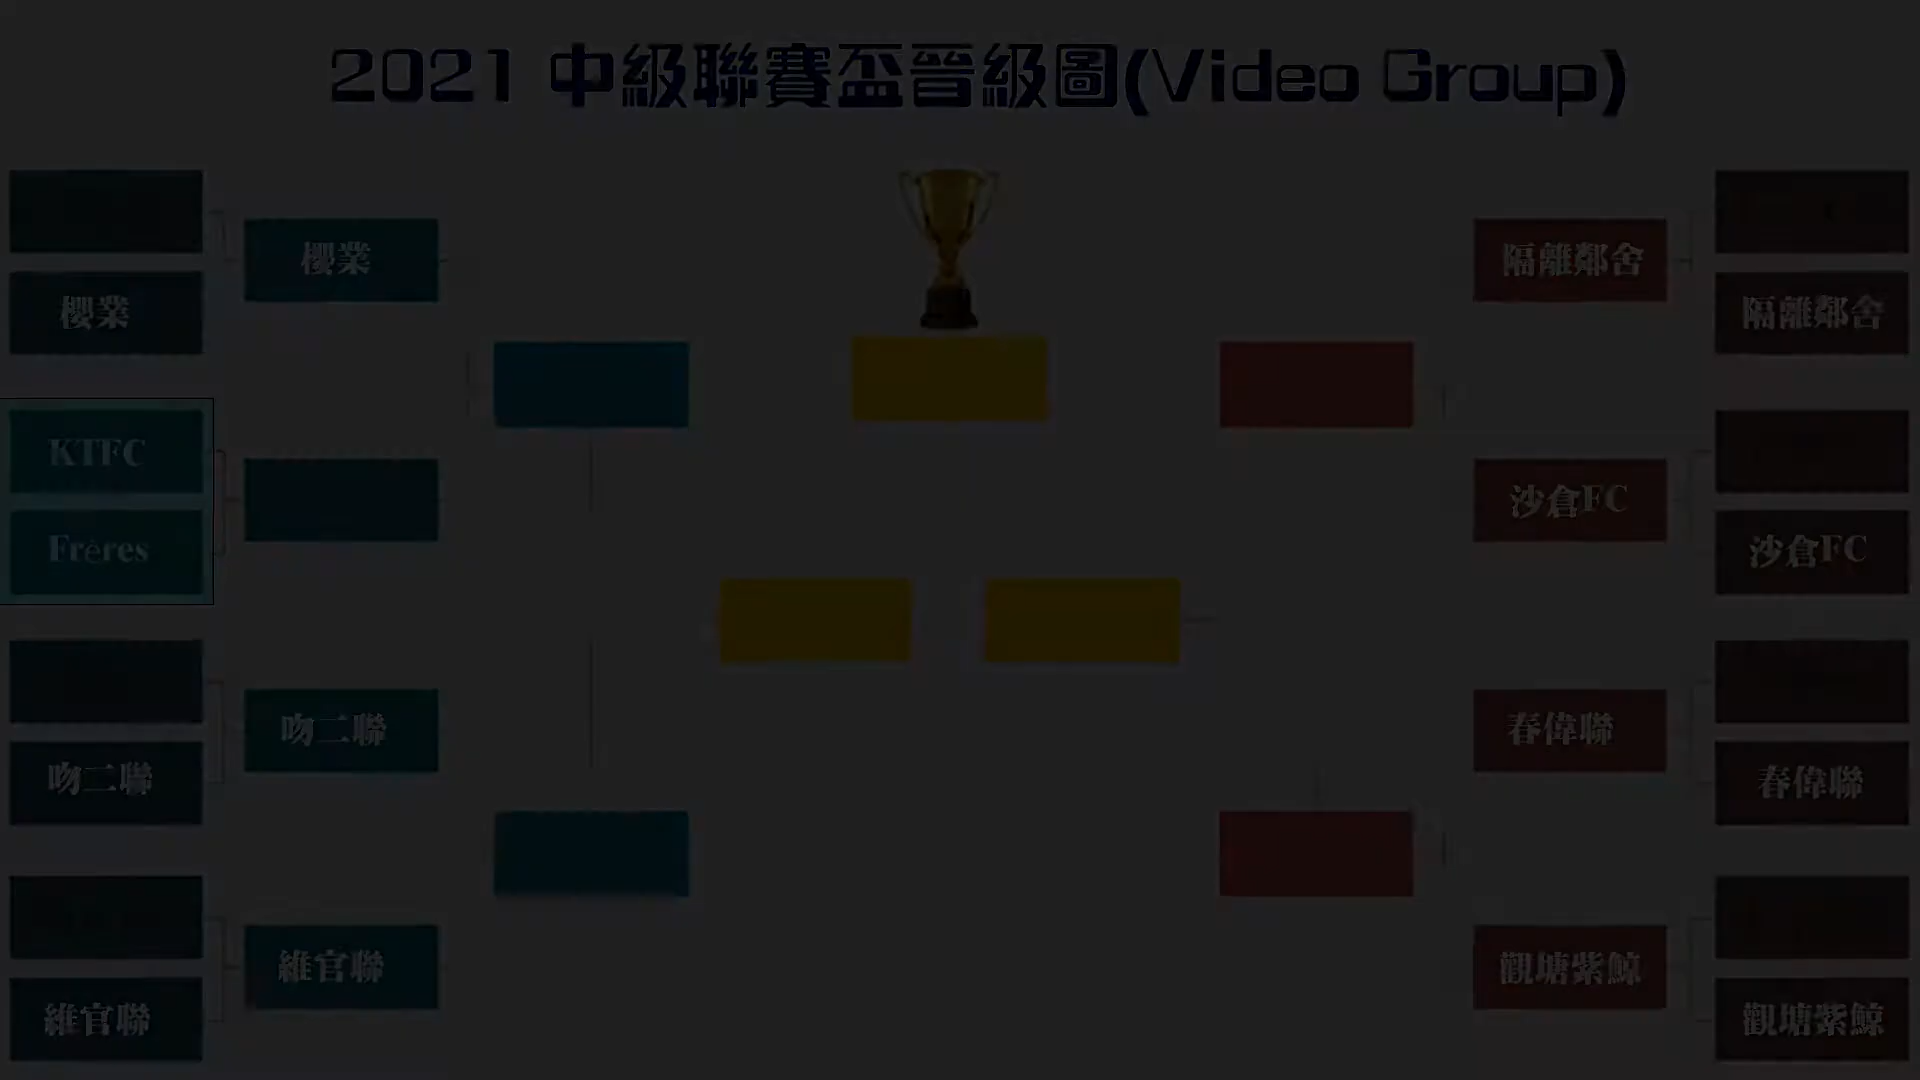 2021 中級聯賽盃晉級圖(Video Group)
櫻業
櫻業
KTFC
Frères
吻二聯
吻二聯
維官聯
維官聯
隔離鄰舍
隔離鄰舍
沙倉FC
沙倉FC
春偉聯
春偉聯
觀塘紫鯨
觀塘紫鯨